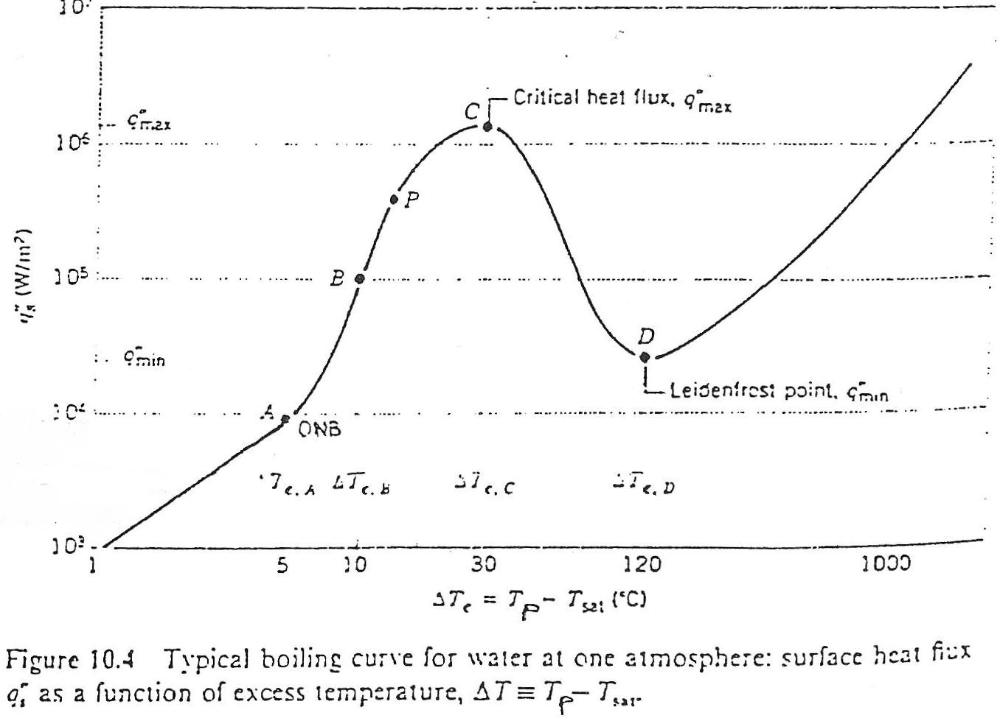 Critical heat flux, q″max
C
q″max
10⁶
P
q″s (W/m²)
10⁵
B
D
q″min
Leidenfrost point, q″min
10⁴
A
ONB
ΔTe, A ΔTe, B ΔTe, C ΔTe, D
10³
1 5 10 30 120 1000
ΔTe = Tp − Tsat (°C)
Figure 10.4 Typical boiling curve for water at one atmosphere: surface heat flux
q″s as a function of excess temperature, ΔT ≡ Tp − Tsat.